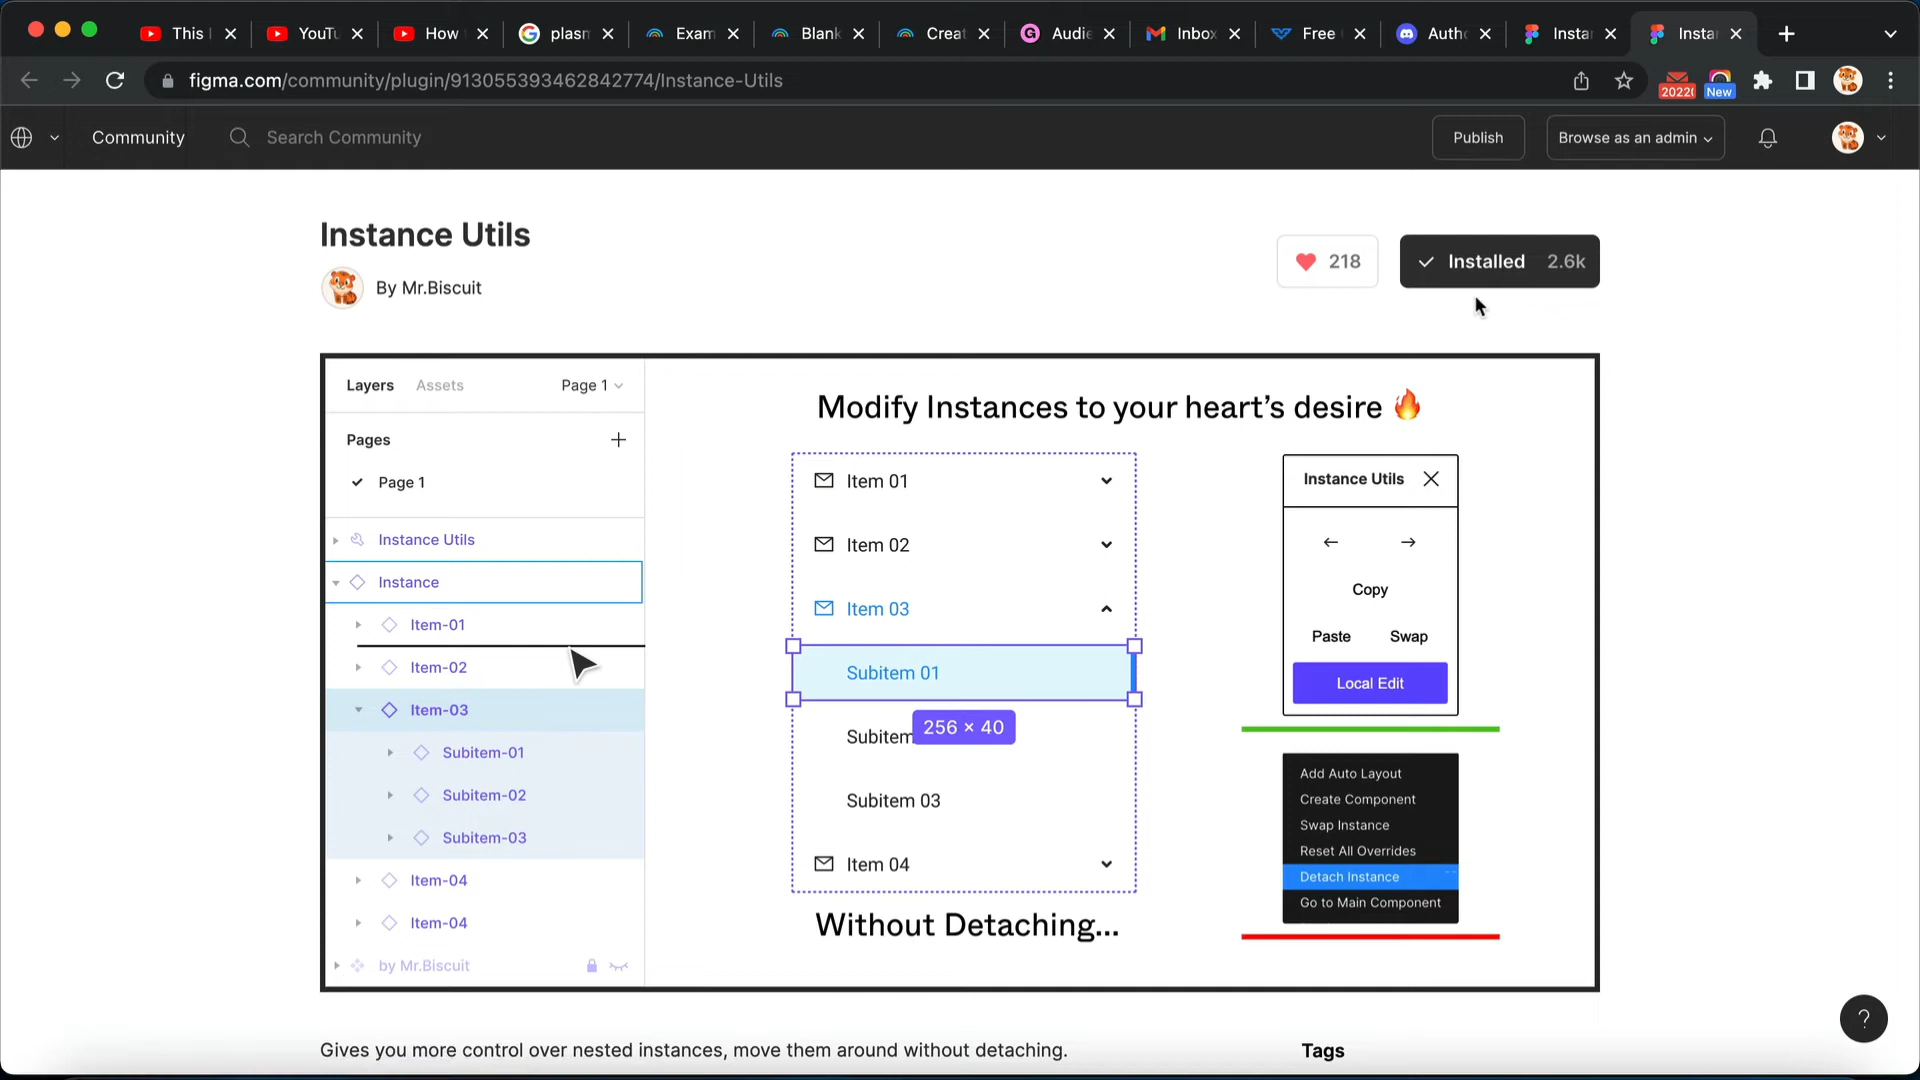 This
YouTu
How
plasm
Exam
Blank
Creat
Audie
Inbox
Free
Autho
Instan
Instan
figma.com/community/plugin/913055393462842774/Instance-Utils
New
Community
Search Community
Publish
Browse as an admin
Instance Utils
By Mr.Biscuit
218
Installed 2.6k
Layers
Assets
Page 1
Pages
Page 1
Instance Utils
Instance
Item-01
Item-02
Item-03
Subitem-01
Subitem-02
Subitem-03
Item-04
Item-04
by Mr.Biscuit
Modify Instances to your heart's desire 🔥
Item 01
Item 02
Item 03
Subitem 01
Subitem
256 × 40
Subitem 03
Item 04
Without Detaching...
Instance Utils
Copy
Paste
Swap
Local Edit
Add Auto Layout
Create Component
Swap Instance
Reset All Overrides
Detach Instance
Go to Main Component
Gives you more control over nested instances, move them around without detaching.
Tags
?